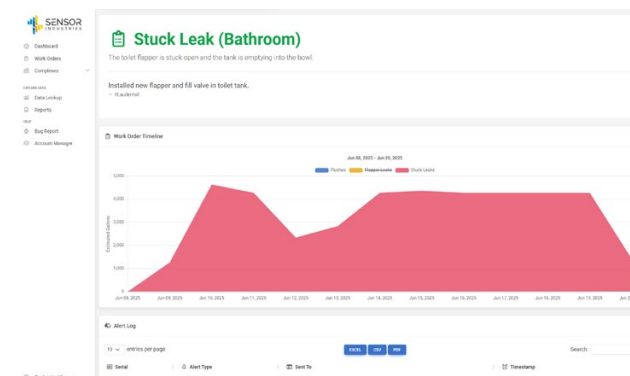 SENSOR
INDUSTRIES
Dashboard
Work Orders
Compliance
Data Lookup
Reports
HELP
Bug Report
Account Manager
Stuck Leak (Bathroom)
The toilet flapper is stuck open and the tank is emptying into the bowl.
Installed new flapper and fill valve in toilet tank.
Work Order Timeline
Jun 08, 2025 - Jun 20, 2025
Flushes Flapper Leaks Stuck Leaks
Estimated Gallons
5,000
4,000
3,000
2,000
1,000
0
Jun 08, 2025 Jun 09, 2025 Jun 10, 2025 Jun 11, 2025 Jun 12, 2025 Jun 13, 2025 Jun 14, 2025 Jun 15, 2025 Jun 16, 2025 Jun 17, 2025 Jun 18, 2025 Jun 19, 2025 Jun 2
Alert Log
10 entries per page
EXCEL CSV PDF
Search:
Serial Alert Type Sent To Timestamp